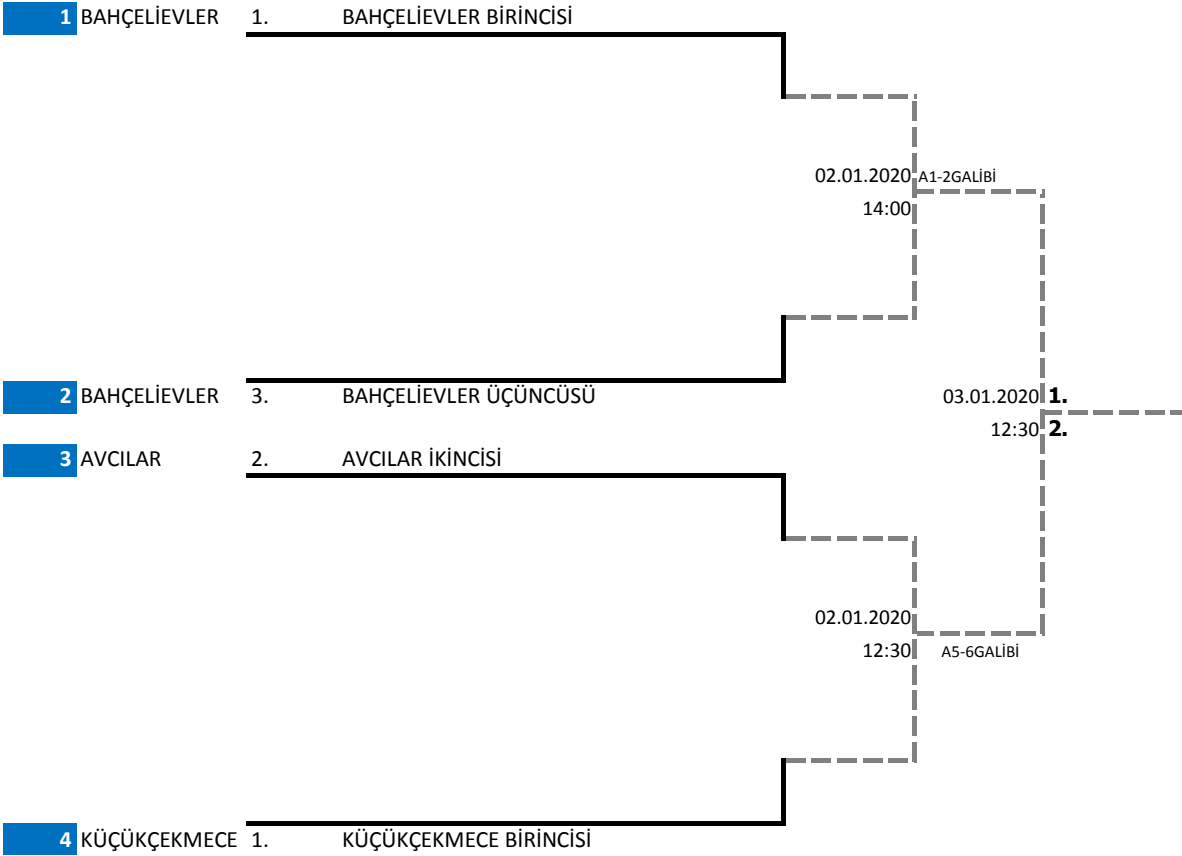 1 BAHÇELİEVLER 1. BAHÇELİEVLER BİRİNCİSİ
02.01.2020 A1-2GALİBİ
14:00
2 BAHÇELİEVLER 3. BAHÇELİEVLER ÜÇÜNCÜSÜ
03.01.2020 1.
12:30 2.
3 AVCILAR 2. AVCILAR İKİNCİSİ
02.01.2020
12:30 A5-6GALİBİ
4 KÜÇÜKÇEKMECE 1. KÜÇÜKÇEKMECE BİRİNCİSİ